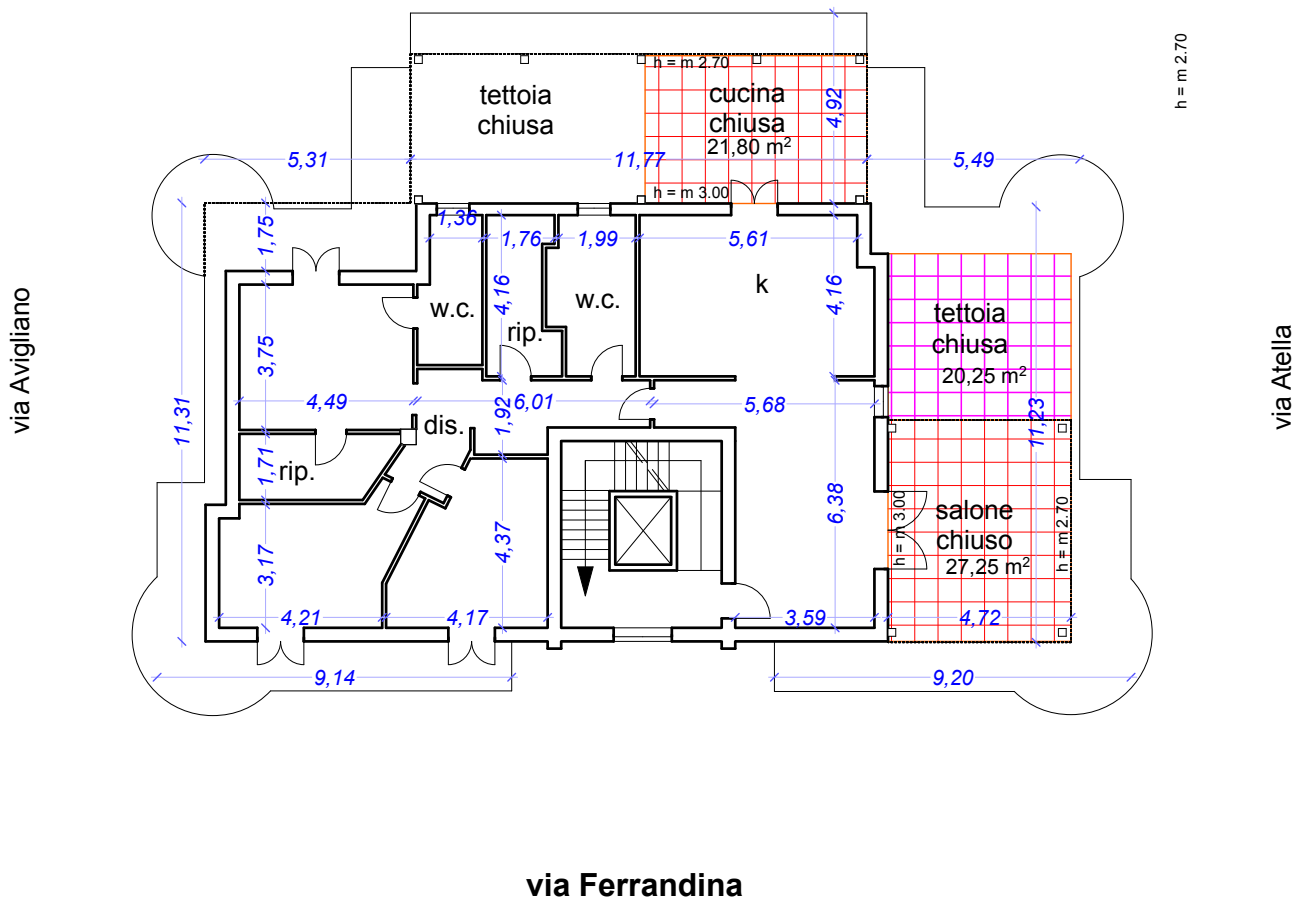 h = m 2.70
h = m 2.70
tettoia
chiusa
cucina
chiusa
21,80 m²
4,92
5,31
11,77
5,49
h = m 3.00
1,75
1,36
1,76
1,99
5,61
4,16
4,16
k
w.c.
w.c.
rip.
tettoia
chiusa
20,25 m²
via Avigliano
via Atella
3,75
11,31
4,49
6,01
5,68
11,23
dis.
1,92
1,71
rip.
h = m 3.00
salone
chiuso
27,25 m²
h = m 2.70
6,38
4,37
3,17
4,21
4,17
3,59
4,72
9,14
9,20
via Ferrandina